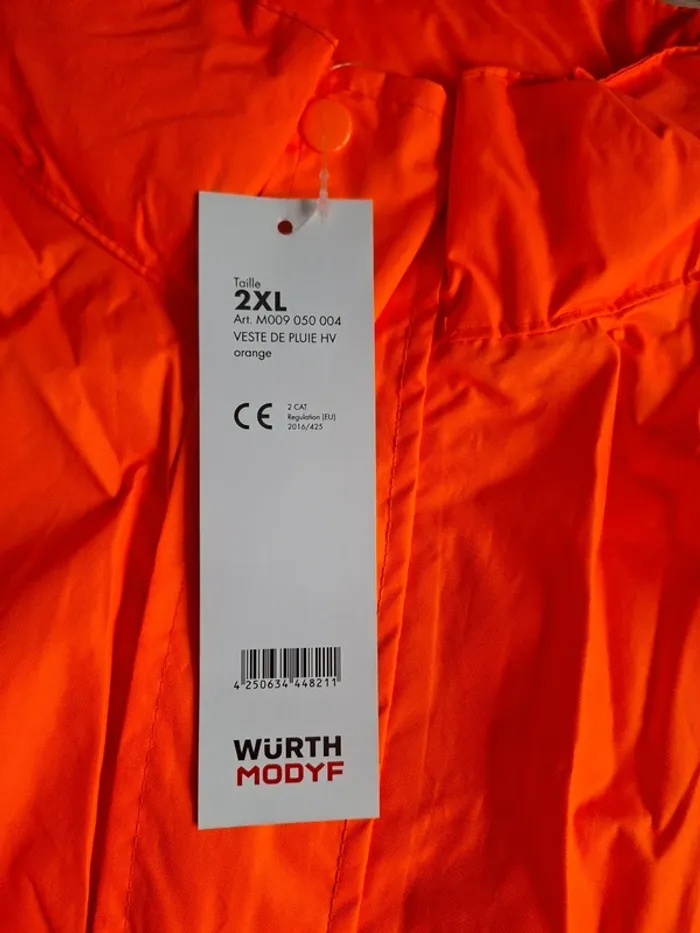 Taille
2XL
Art. M009 050 004
VESTE DE PLUIE HV
orange
CE
2 CAT
Regulation (EU)
2016/425
4 250634 448211
WÜRTH
MODYF